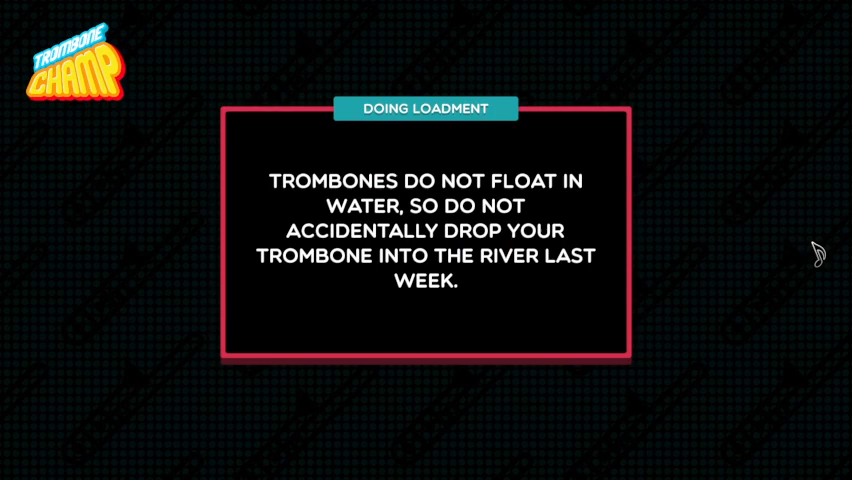 TROMBONE
CHAMP
DOING LOADMENT
TROMBONES DO NOT FLOAT IN
WATER, SO DO NOT
ACCIDENTALLY DROP YOUR
TROMBONE INTO THE RIVER LAST
WEEK.